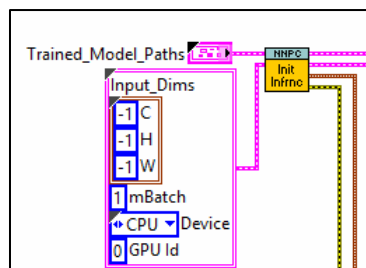 NNPC
Trained_Model_Paths
Init
Infrnc
Input_Dims
-1 C
-1 H
-1 W
1 mBatch
CPU Device
0 GPU Id